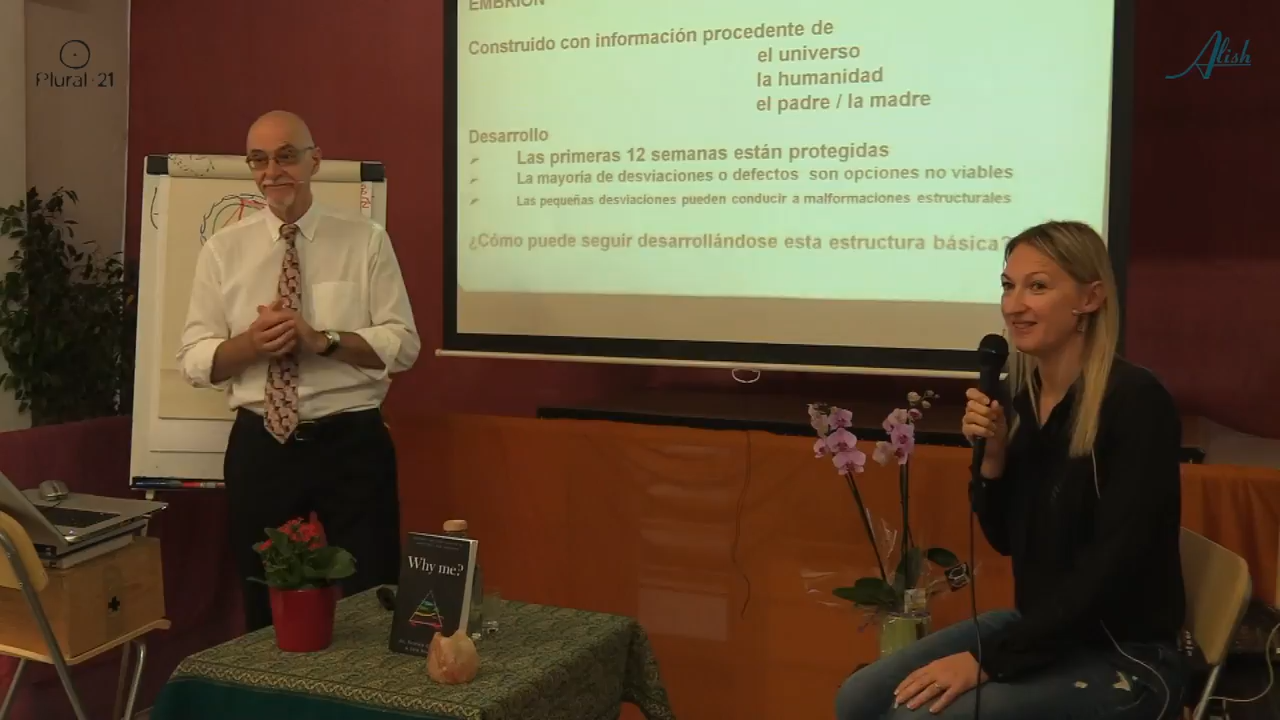 EMBRIÓN
Construido con información procedente de
el universo
la humanidad
el padre / la madre
Desarrollo
Las primeras 12 semanas están protegidas
La mayoría de desviaciones o defectos son opciones no viables
Las pequeñas desviaciones pueden conducir a malformaciones estructurales
¿Cómo puede seguir desarrollándose esta estructura básica?
Plural·21
Alish
Why me?